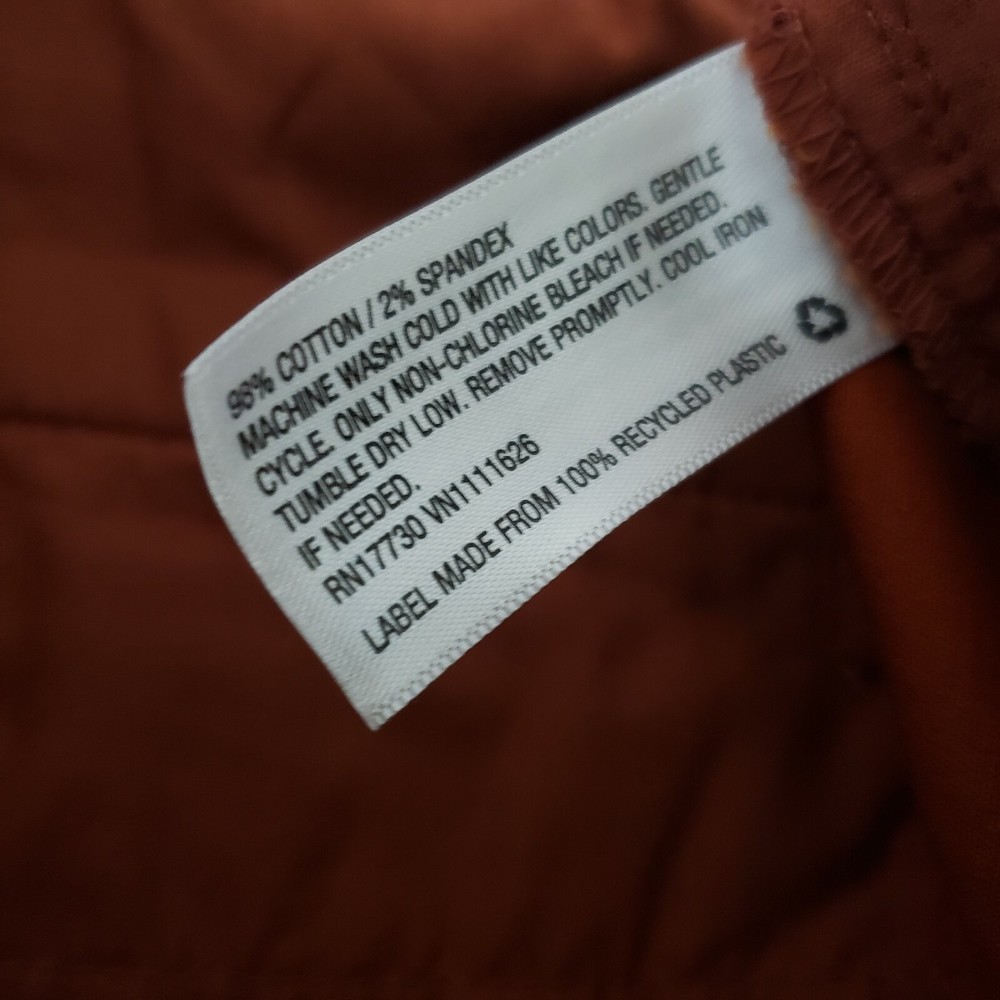 98% COTTON / 2% SPANDEX
MACHINE WASH COLD WITH LIKE COLORS. GENTLE
CYCLE. ONLY NON-CHLORINE BLEACH IF NEEDED.
TUMBLE DRY LOW. REMOVE PROMPTLY. COOL IRON
IF NEEDED.
RN17730 VN1111626
LABEL MADE FROM 100% RECYCLED PLASTIC